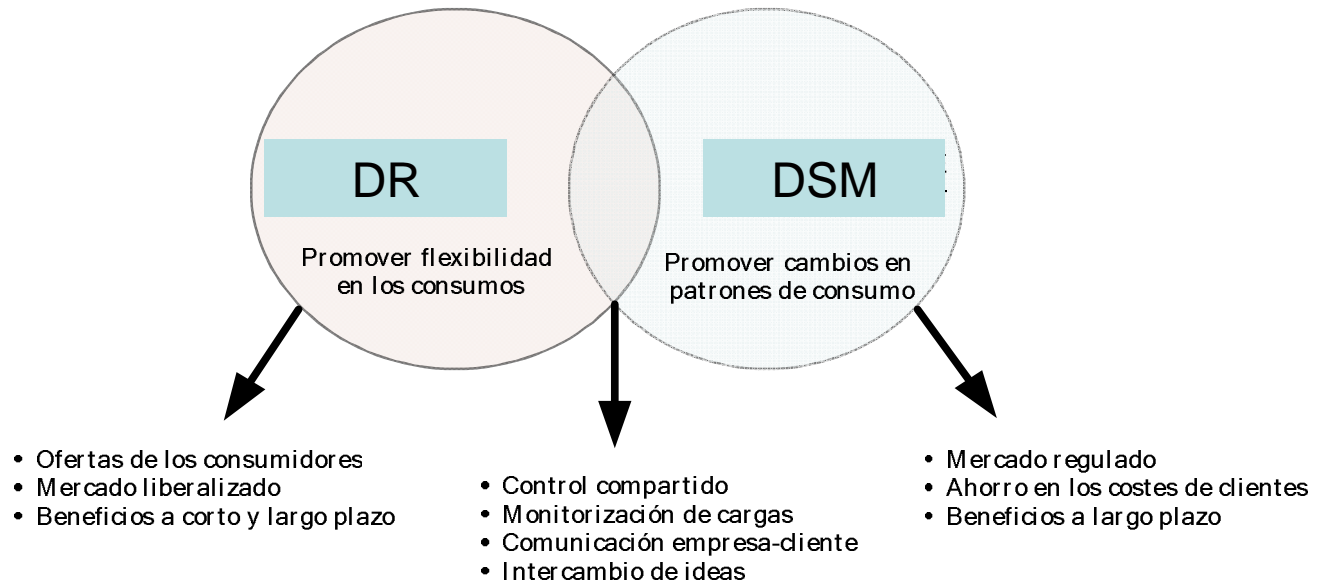 DR
Promover flexibilidad
en los consumos
DSM
Promover cambios en
patrones de consumo
• Ofertas de los consumidores
• Mercado liberalizado
• Beneficios a corto y largo plazo
• Control compartido
• Monitorización de cargas
• Comunicación empresa-cliente
• Intercambio de ideas
• Mercado regulado
• Ahorro en los costes de clientes
• Beneficios a largo plazo